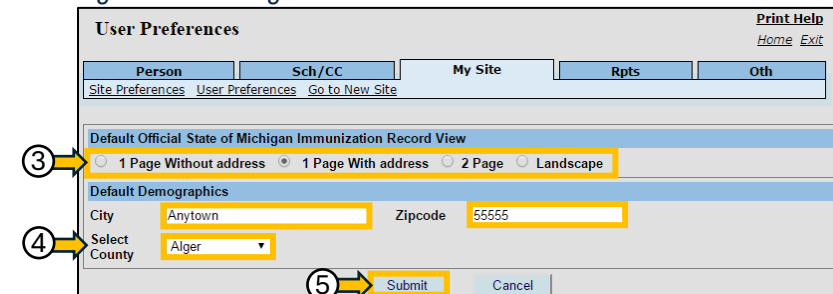 User Preferences
Print Help
Home Exit
Person Sch/CC My Site Rpts Oth
Site Preferences User Preferences Go to New Site
Default Official State of Michigan Immunization Record View
3 1 Page Without address 1 Page With address 2 Page Landscape
Default Demographics
City Anytown Zipcode 55555
4 Select County Alger
5 Submit Cancel